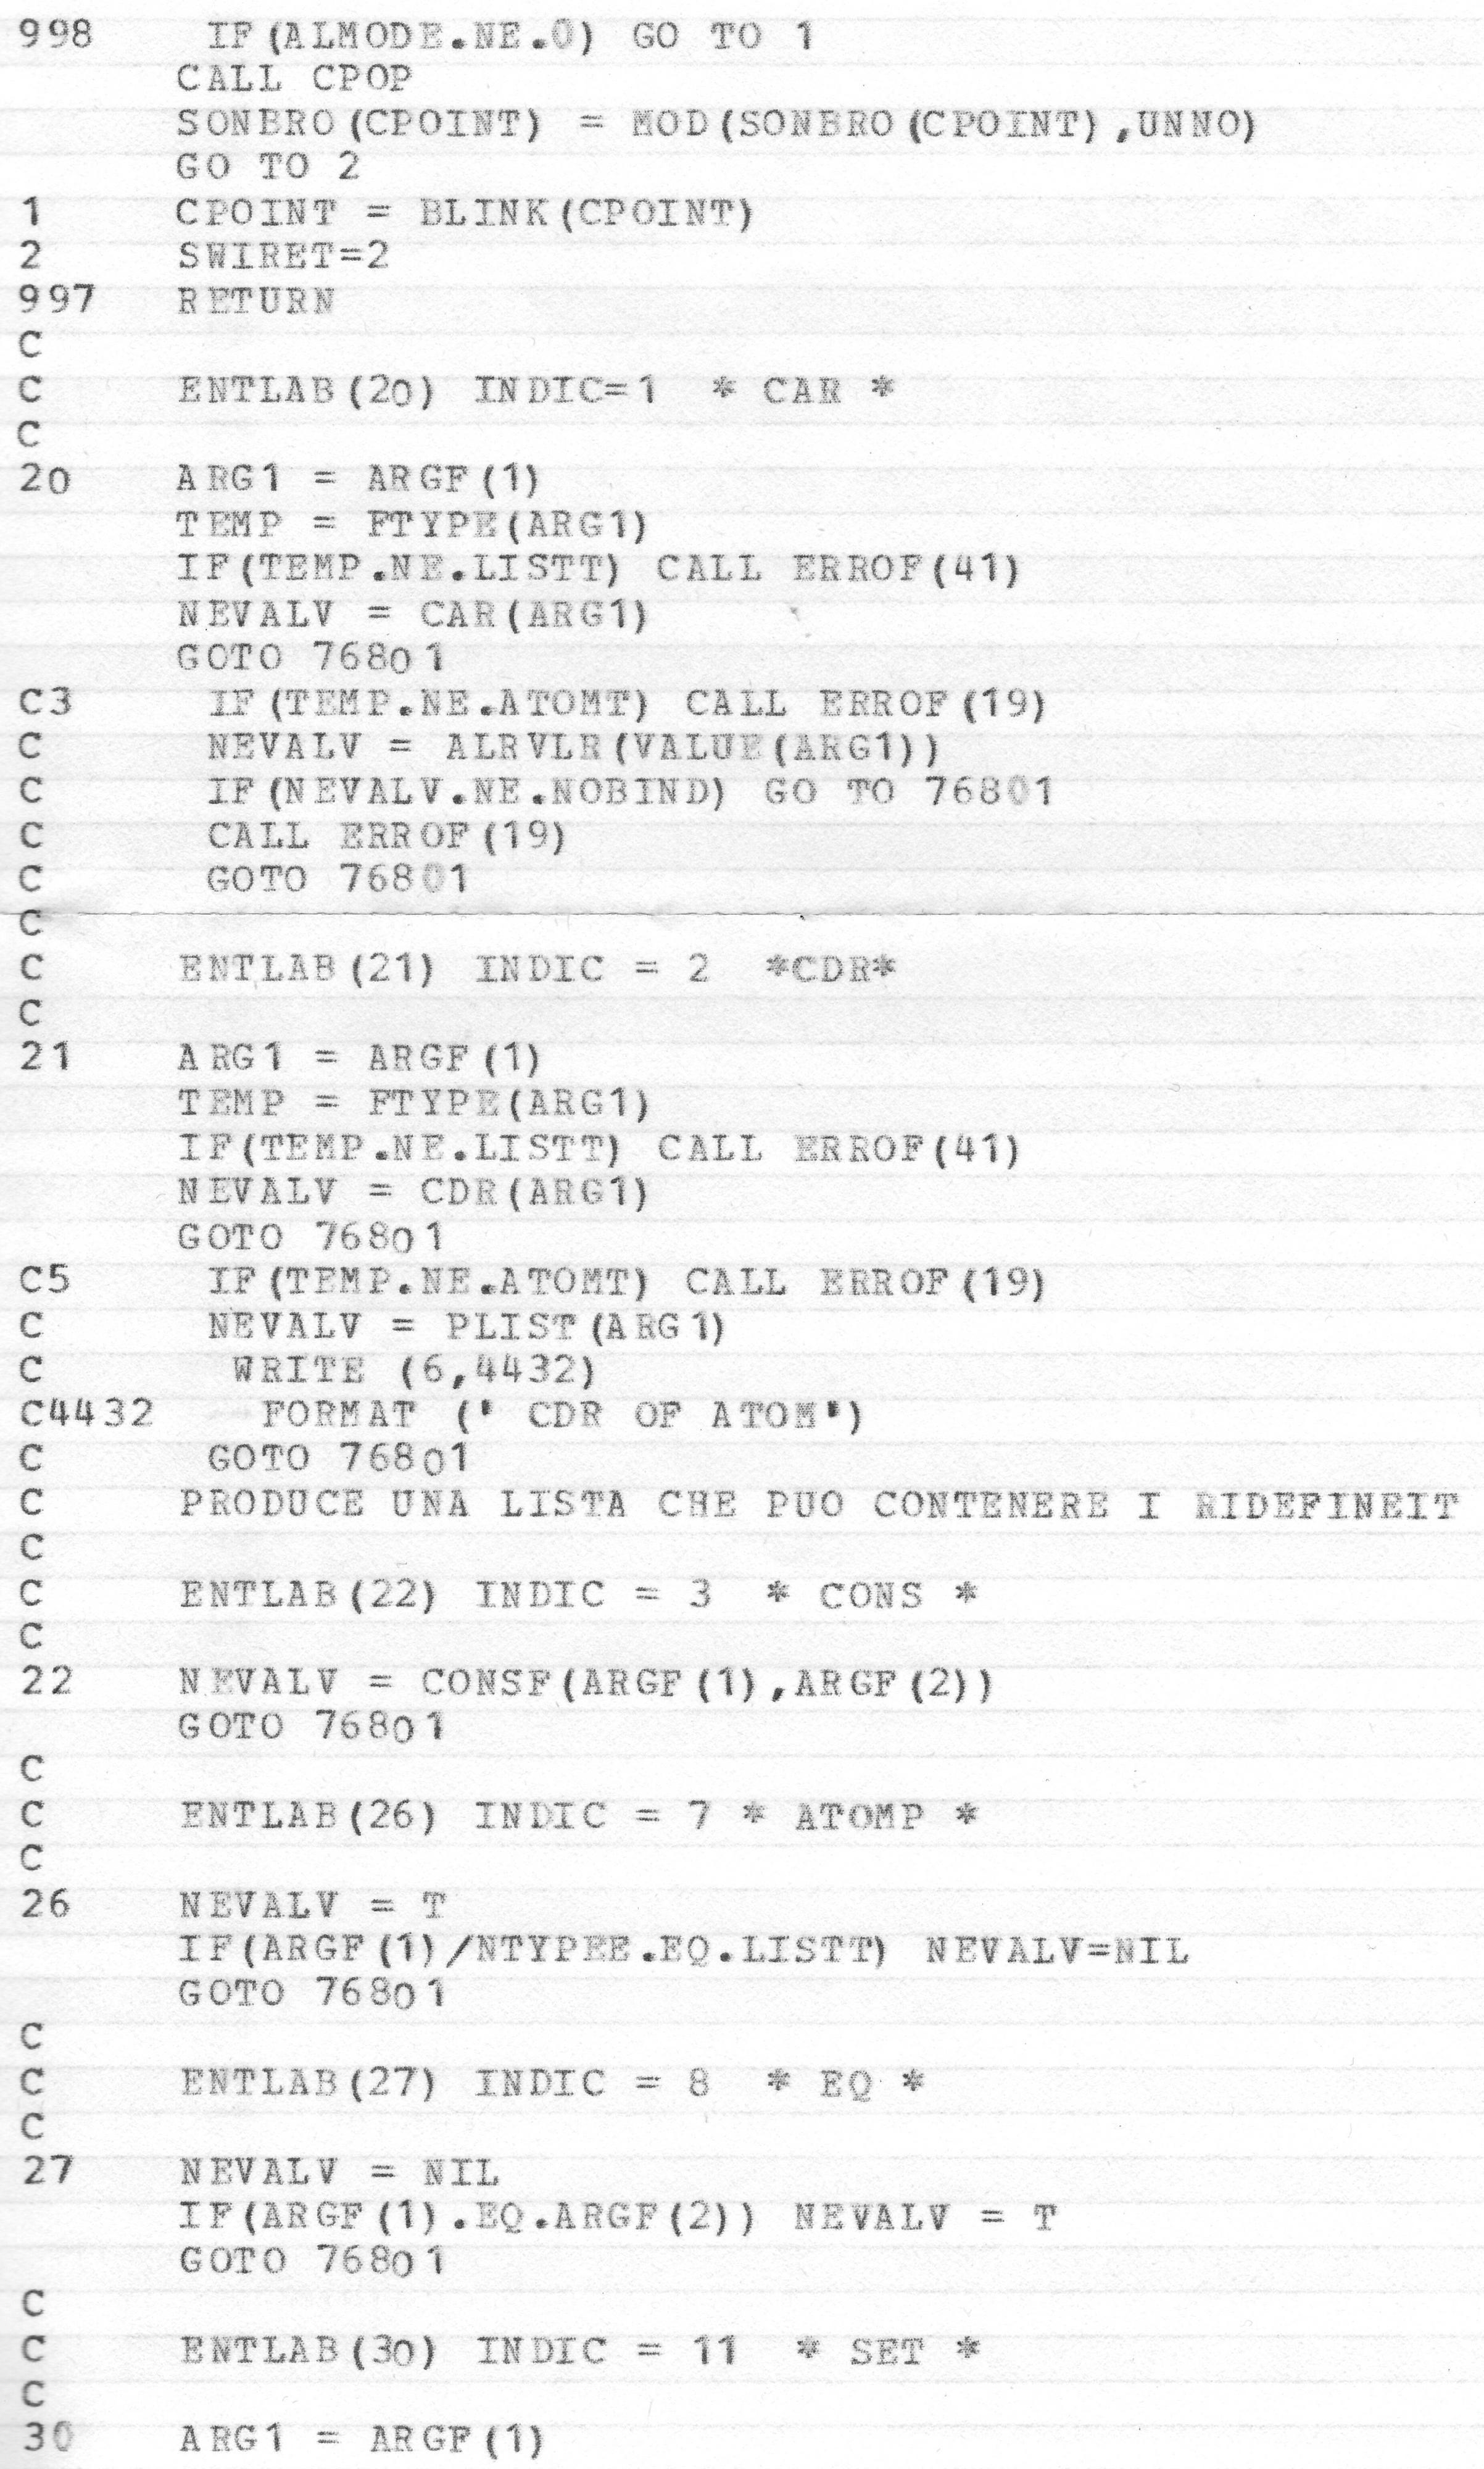 998    IF(ALMODE.NE.0) GO TO 1
      CALL CPOP
      SONBRO(CPOINT) = MOD(SONBRO(CPOINT),UNNO)
      GO TO 2
1     CPOINT = BLINK(CPOINT)
2     SWIRET=2
997   RETURN
C
C     ENTLAB(20) INDIC=1  * CAR *
C
20    ARG1 = ARGF(1)
      TEMP = FTYPE(ARG1)
      IF(TEMP.NE.LISTT) CALL ERROF(41)
      NEVALV = CAR(ARG1)
      GOTO 76801
C3     IF(TEMP.NE.ATOMT) CALL ERROF(19)
C      NEVALV = ALRVLR(VALUE(ARG1))
C      IF(NEVALV.NE.NOBIND) GO TO 76801
C      CALL ERROF(19)
C      GOTO 76801
C
C     ENTLAB(21) INDIC = 2  *CDR*
C
21    ARG1 = ARGF(1)
      TEMP = FTYPE(ARG1)
      IF(TEMP.NE.LISTT) CALL ERROF(41)
      NEVALV = CDR(ARG1)
      GOTO 76801
C5     IF(TEMP.NE.ATOMT) CALL ERROF(19)
C      NEVALV = PLIST(ARG1)
C       WRITE (6,4432)
C4432    FORMAT (' CDR OF ATOM')
C      GOTO 76801
C     PRODUCE UNA LISTA CHE PUO CONTENERE I RIDEFINEIT
C
C     ENTLAB(22) INDIC = 3  * CONS *
C
22    NEVALV = CONSF(ARGF(1),ARGF(2))
      GOTO 76801
C
C     ENTLAB(26) INDIC = 7 * ATOMP *
C
26    NEVALV = T
      IF(ARGF(1)/NTYPEE.EQ.LISTT) NEVALV=NIL
      GOTO 76801
C
C     ENTLAB(27) INDIC = 8  * EQ *
C
27    NEVALV = NIL
      IF(ARGF(1).EQ.ARGF(2)) NEVALV = T
      GOTO 76801
C
C     ENTLAB(30) INDIC = 11  * SET *
C
30    ARG1 = ARGF(1)